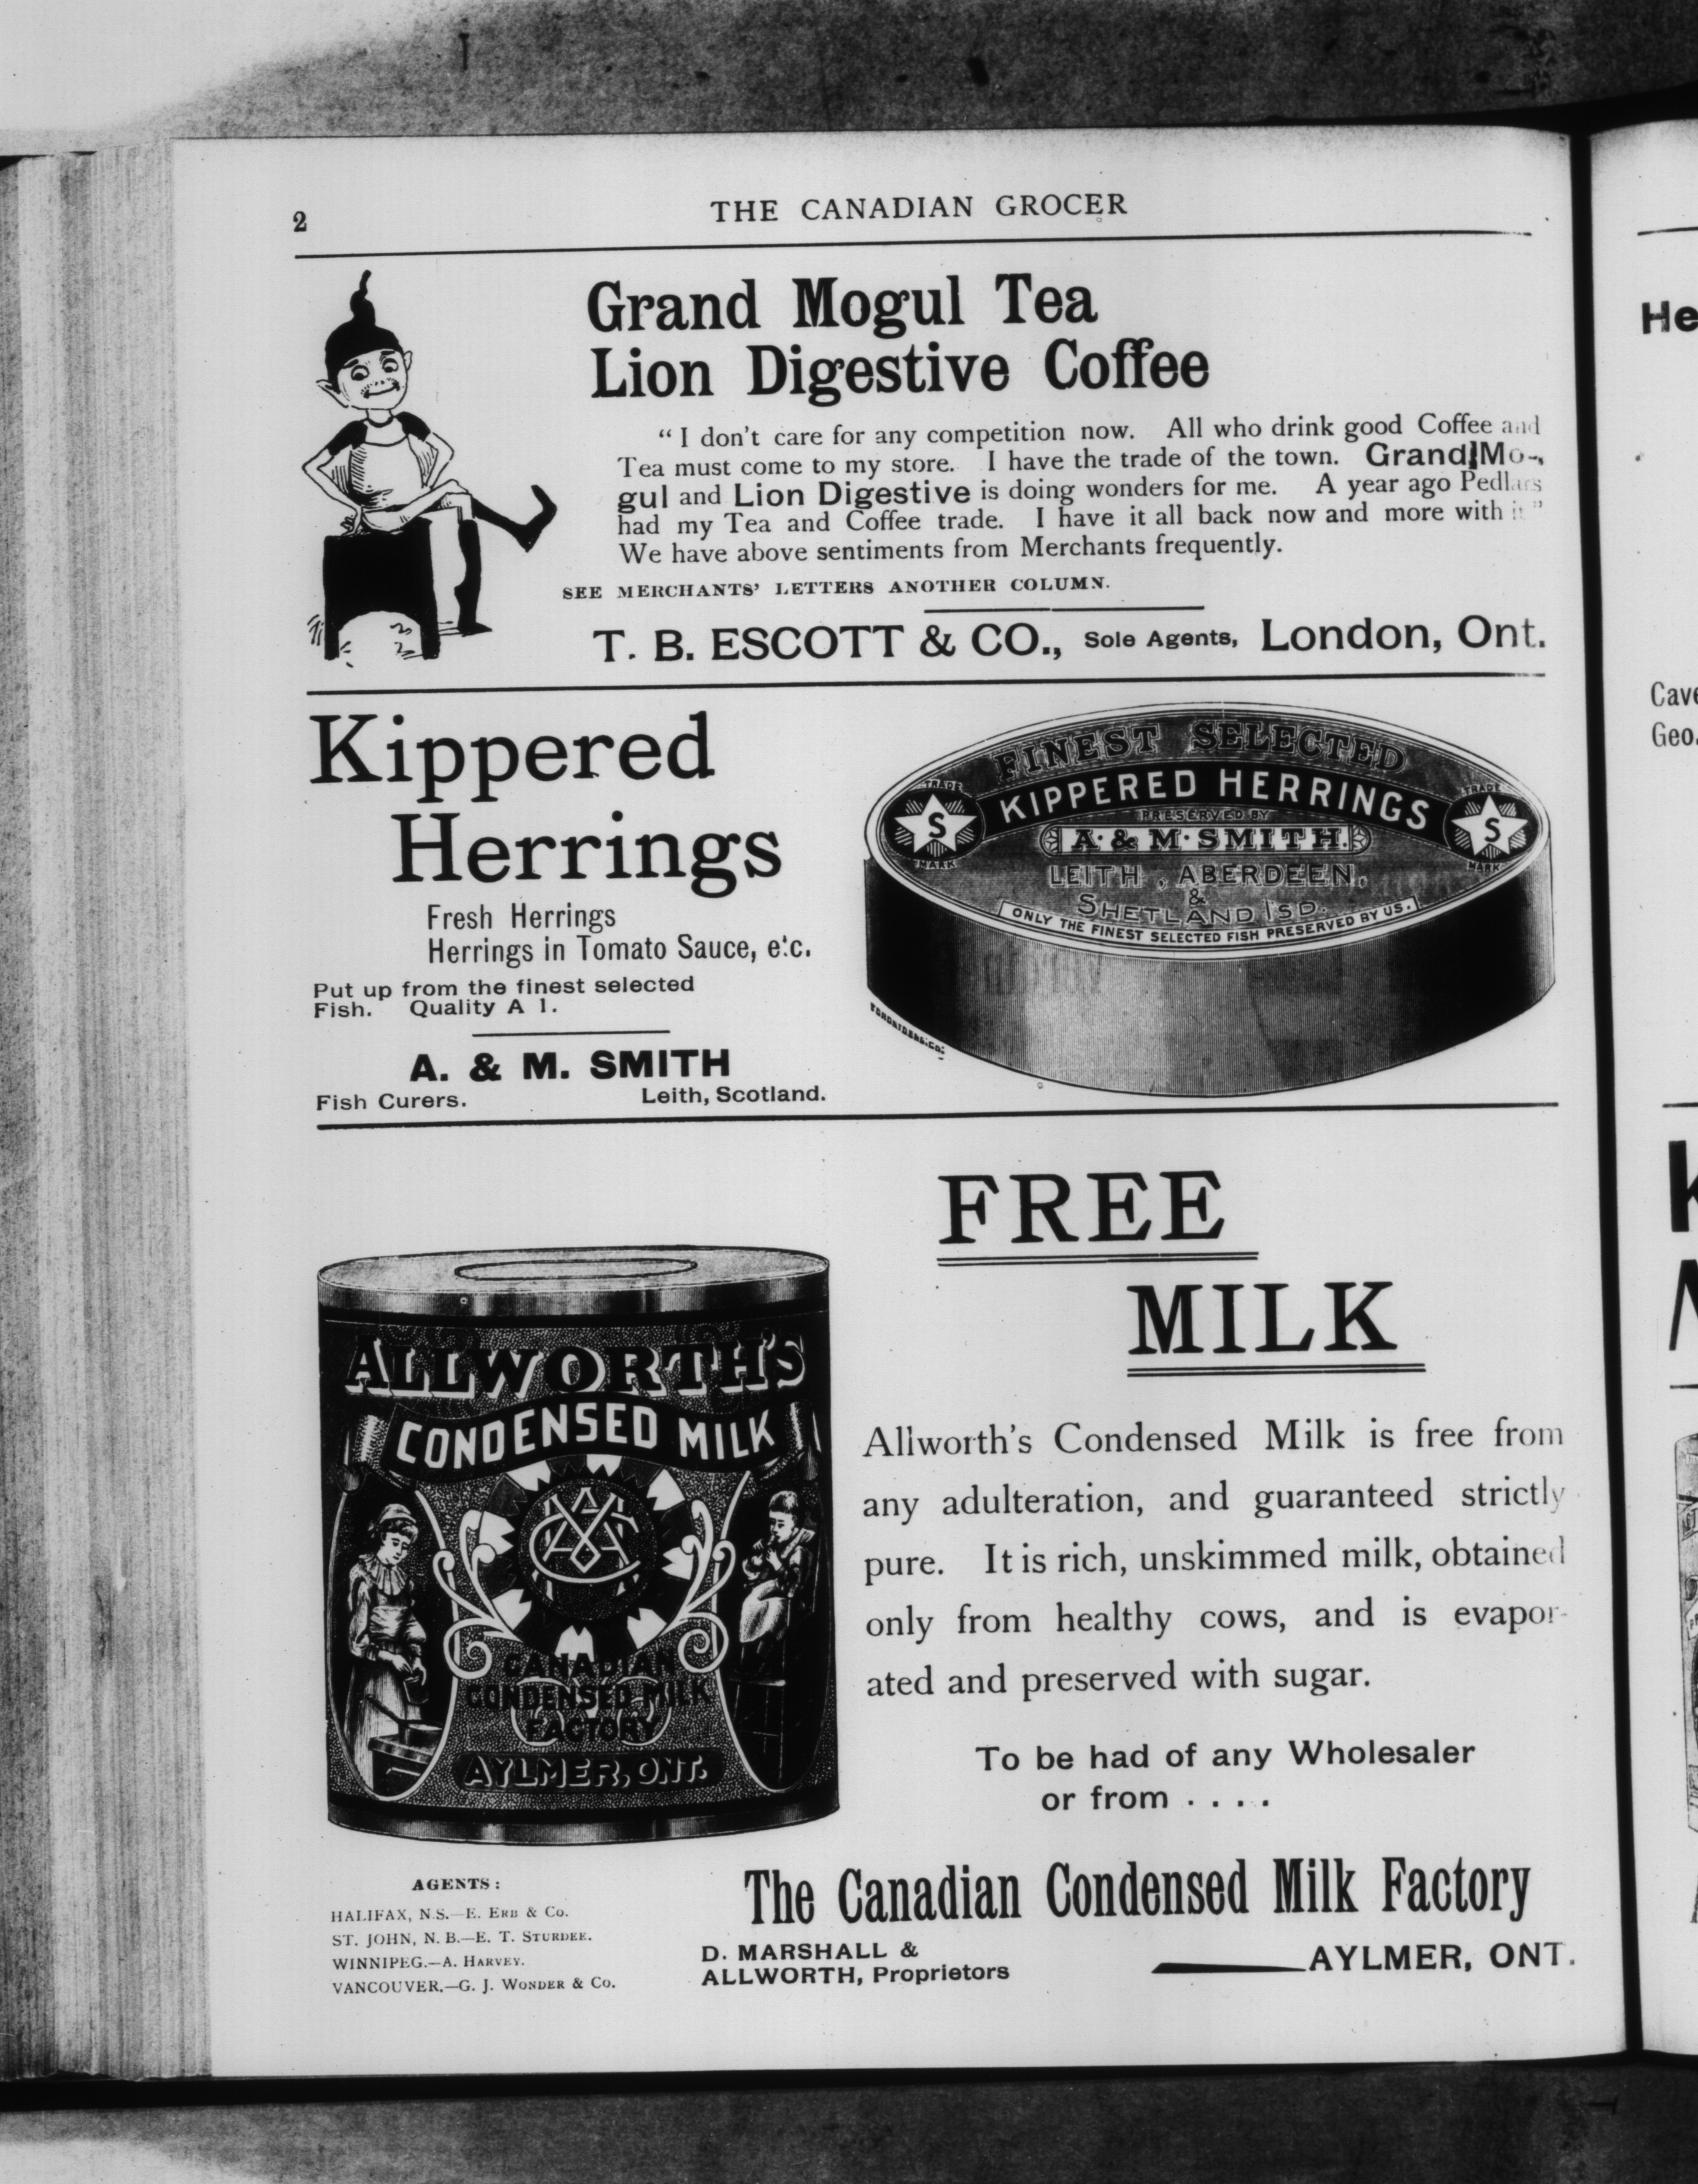 2
THE CANADIAN GROCER
Grand Mogul Tea
Lion Digestive Coffee
“I don't care for any competition now. All who drink good Coffee and
Tea must come to my store. I have the trade of the town. Grand Mo-
gul and Lion Digestive is doing wonders for me. A year ago Pedlars
had my Tea and Coffee trade. I have it all back now and more with it”
We have above sentiments from Merchants frequently.
SEE MERCHANTS' LETTERS ANOTHER COLUMN.
T. B. ESCOTT & CO., Sole Agents, London, Ont.
Kippered
Herrings
Fresh Herrings
Herrings in Tomato Sauce, etc.
Put up from the finest selected
Fish. Quality A 1.
A. & M. SMITH
Fish Curers. Leith, Scotland.
FINEST SELECTED
KIPPERED HERRINGS
TRADE
S
MARK
TRADE
S
MARK
PRESERVED BY
A. & M. SMITH.
LEITH, ABERDEEN,
&
SHETLAND ISD.
ONLY THE FINEST SELECTED FISH PRESERVED BY US.
FREE
MILK
ALLWORTH'S
CONDENSED MILK
CANADIAN
CONDENSED MILK
FACTORY
AYLMER, ONT.
Allworth's Condensed Milk is free from
any adulteration, and guaranteed strictly
pure. It is rich, unskimmed milk, obtained
only from healthy cows, and is evapor-
ated and preserved with sugar.
To be had of any Wholesaler
or from . . . .
The Canadian Condensed Milk Factory
D. MARSHALL &
ALLWORTH, Proprietors
AYLMER, ONT.
AGENTS:
HALIFAX, N.S.—E. ERB & CO.
ST. JOHN, N. B.—E. T. STURDEE.
WINNIPEG.—A. HARVEY.
VANCOUVER.—G. J. WONDER & CO.
He
Cave
Geo.
K